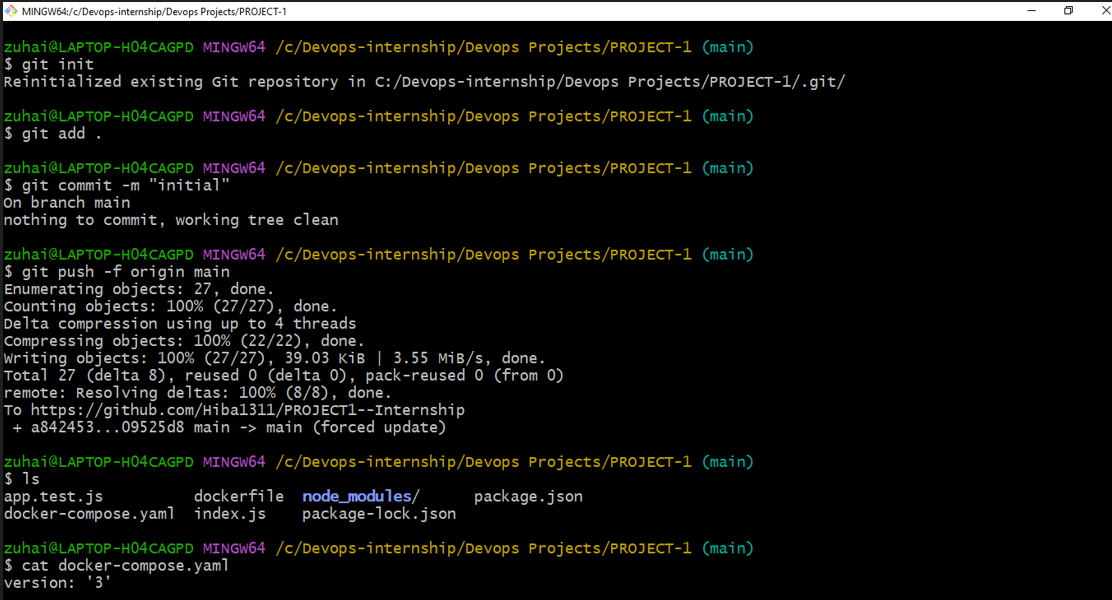 MINGW64:/c/Devops-internship/Devops Projects/PROJECT-1
zuhai@LAPTOP-H04CAGPD MINGW64 /c/Devops-internship/Devops Projects/PROJECT-1 (main)
$ git init
Reinitialized existing Git repository in C:/Devops-internship/Devops Projects/PROJECT-1/.git/
zuhai@LAPTOP-H04CAGPD MINGW64 /c/Devops-internship/Devops Projects/PROJECT-1 (main)
$ git add .
zuhai@LAPTOP-H04CAGPD MINGW64 /c/Devops-internship/Devops Projects/PROJECT-1 (main)
$ git commit -m "initial"
On branch main
nothing to commit, working tree clean
zuhai@LAPTOP-H04CAGPD MINGW64 /c/Devops-internship/Devops Projects/PROJECT-1 (main)
$ git push -f origin main
Enumerating objects: 27, done.
Counting objects: 100% (27/27), done.
Delta compression using up to 4 threads
Compressing objects: 100% (22/22), done.
Writing objects: 100% (27/27), 39.03 KiB | 3.55 MiB/s, done.
Total 27 (delta 8), reused 0 (delta 0), pack-reused 0 (from 0)
remote: Resolving deltas: 100% (8/8), done.
To https://github.com/Hiba1311/PROJECT1--Internship
 + a842453...09525d8 main -> main (forced update)
zuhai@LAPTOP-H04CAGPD MINGW64 /c/Devops-internship/Devops Projects/PROJECT-1 (main)
$ ls
app.test.js          dockerfile  node_modules/      package.json
docker-compose.yaml  index.js    package-lock.json
zuhai@LAPTOP-H04CAGPD MINGW64 /c/Devops-internship/Devops Projects/PROJECT-1 (main)
$ cat docker-compose.yaml
version: '3'